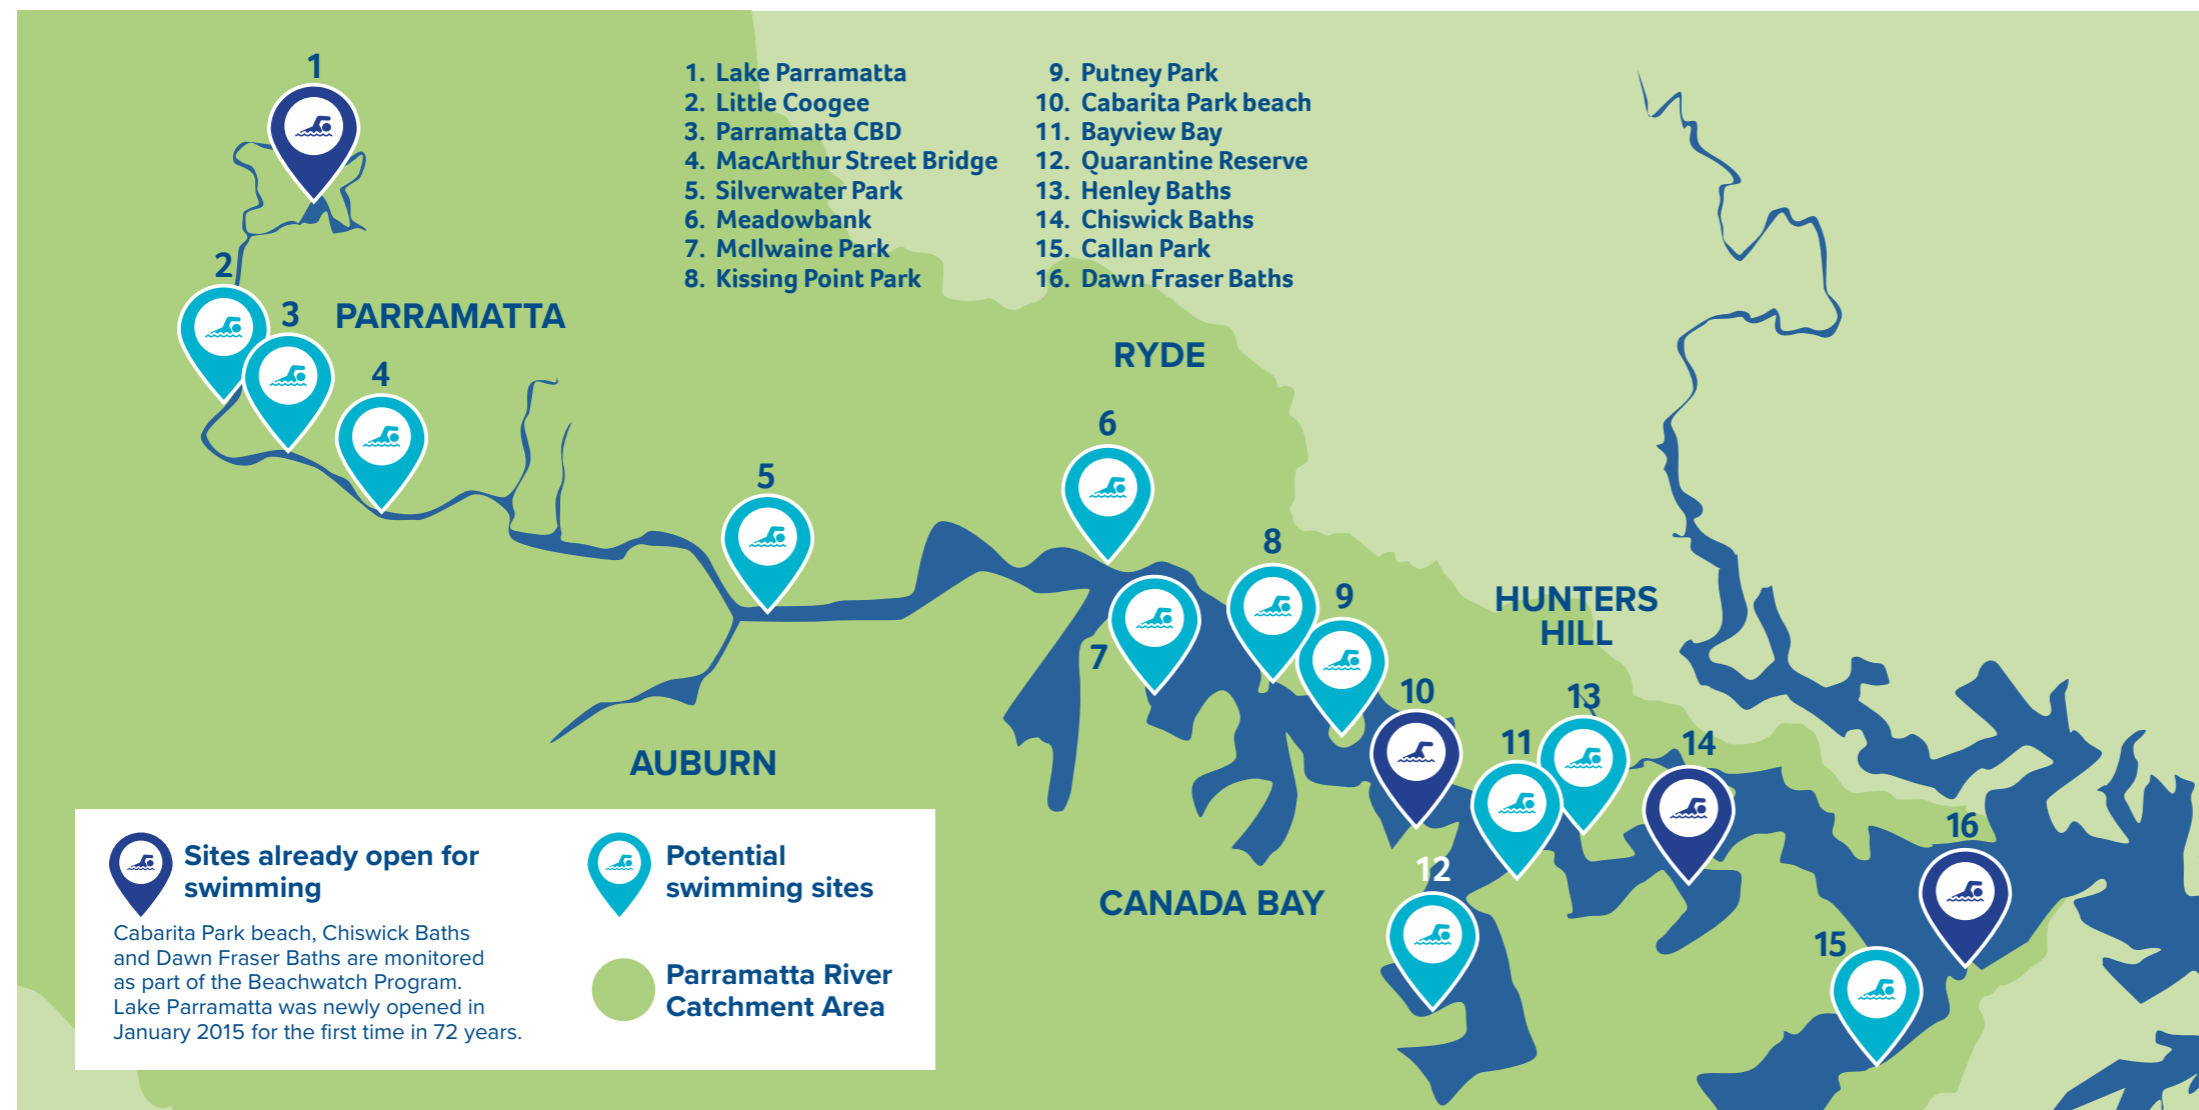 1
2
3
4
5
6
7
8
9
10
11
12
13
14
15
16
1. Lake Parramatta
2. Little Coogee
3. Parramatta CBD
4. MacArthur Street Bridge
5. Silverwater Park
6. Meadowbank
7. McIlwaine Park
8. Kissing Point Park
9. Putney Park
10. Cabarita Park beach
11. Bayview Bay
12. Quarantine Reserve
13. Henley Baths
14. Chiswick Baths
15. Callan Park
16. Dawn Fraser Baths
PARRAMATTA
RYDE
HUNTERS
HILL
AUBURN
CANADA BAY
Sites already open for
swimming
Cabarita Park beach, Chiswick Baths
and Dawn Fraser Baths are monitored
as part of the Beachwatch Program.
Lake Parramatta was newly opened in
January 2015 for the first time in 72 years.
Potential
swimming sites
Parramatta River
Catchment Area